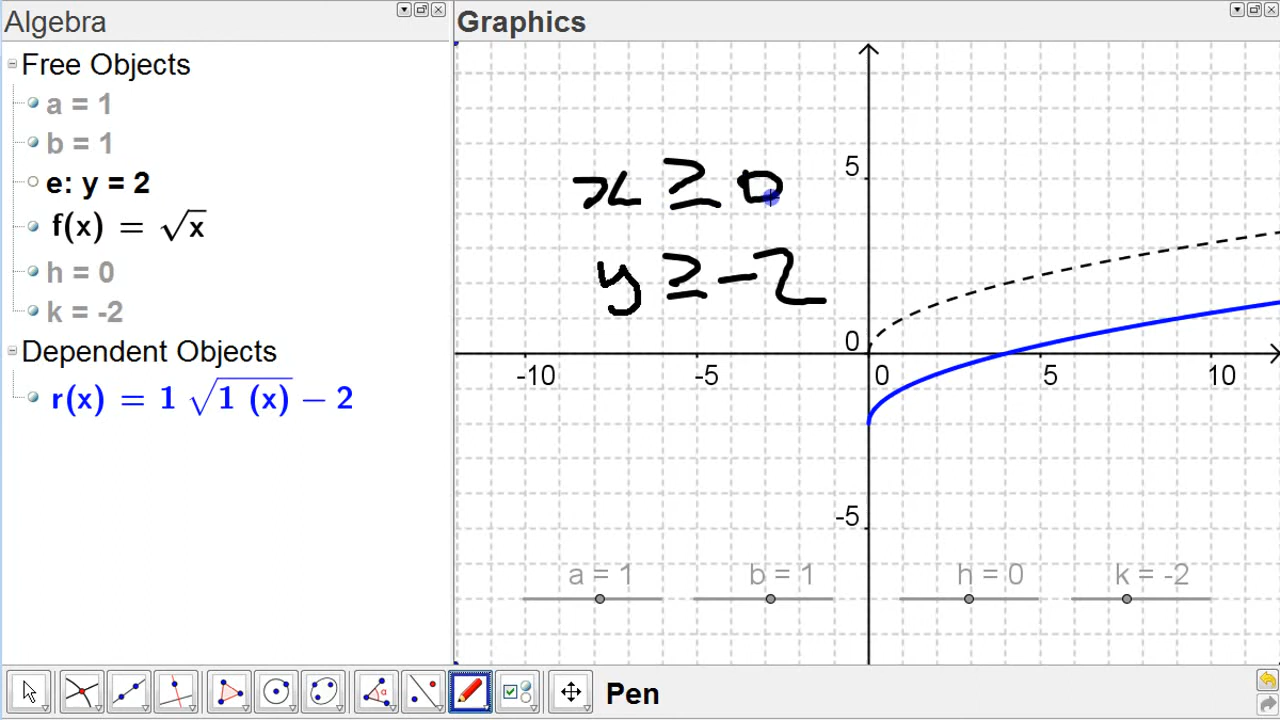 Algebra
Free Objects
a = 1
b = 1
e: y = 2
f(x) = √x
h = 0
k = -2
Dependent Objects
r(x) = 1 √1 (x) − 2
Graphics
x ≥ 0
y ≥ -2
5
0
-10
-5
0
5
10
-5
a = 1
b = 1
h = 0
k = -2
Pen